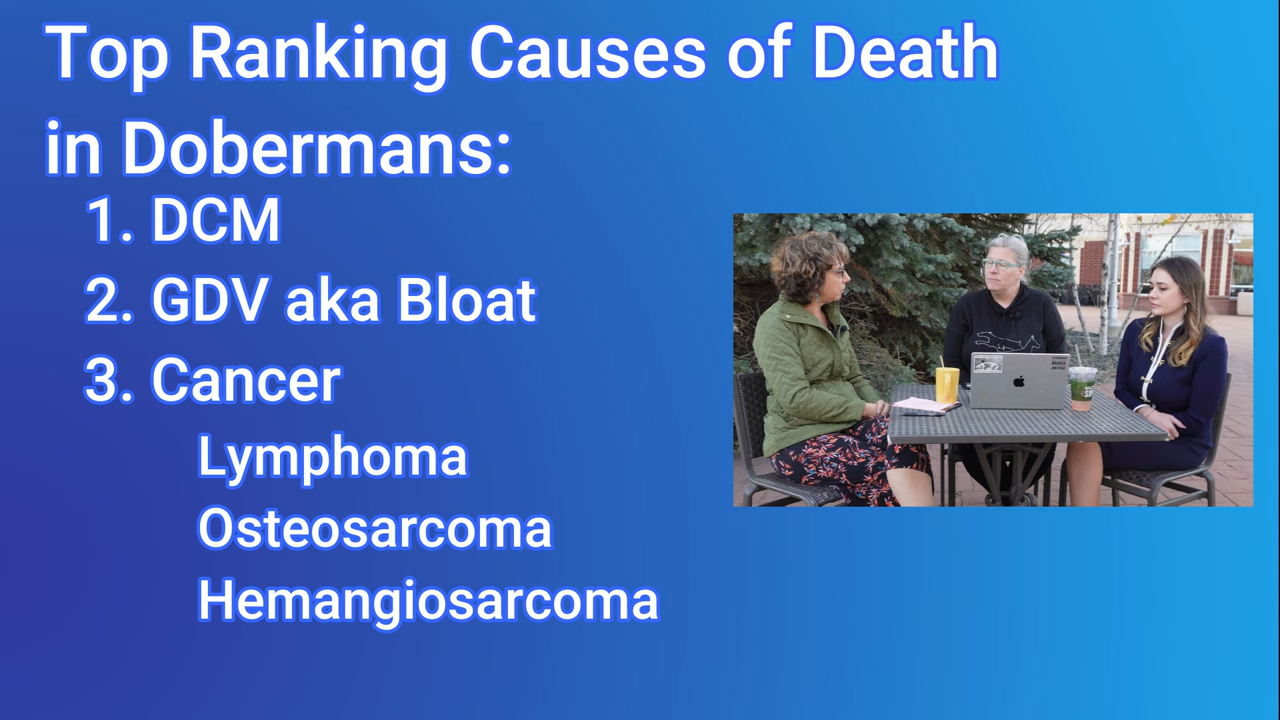 Top Ranking Causes of Death
in Dobermans:
1. DCM
2. GDV aka Bloat
3. Cancer
Lymphoma
Osteosarcoma
Hemangiosarcoma